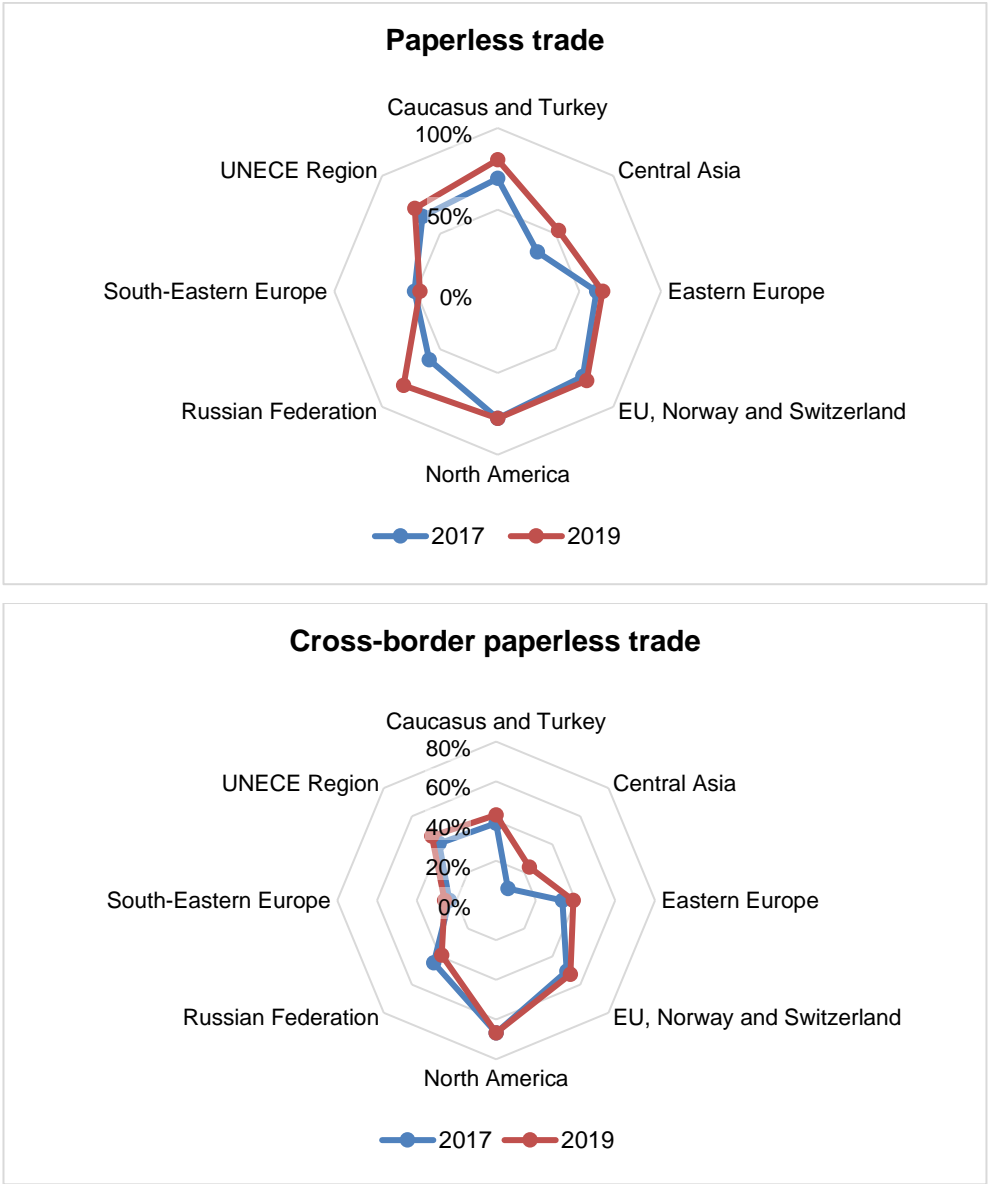 Paperless trade
Caucasus and Turkey
100%
UNECE Region
Central Asia
50%
South-Eastern Europe
0%
Eastern Europe
Russian Federation
EU, Norway and Switzerland
North America
2017 2019
Cross-border paperless trade
Caucasus and Turkey
80%
UNECE Region
60%
Central Asia
40%
20%
South-Eastern Europe
0%
Eastern Europe
Russian Federation
EU, Norway and Switzerland
North America
2017 2019